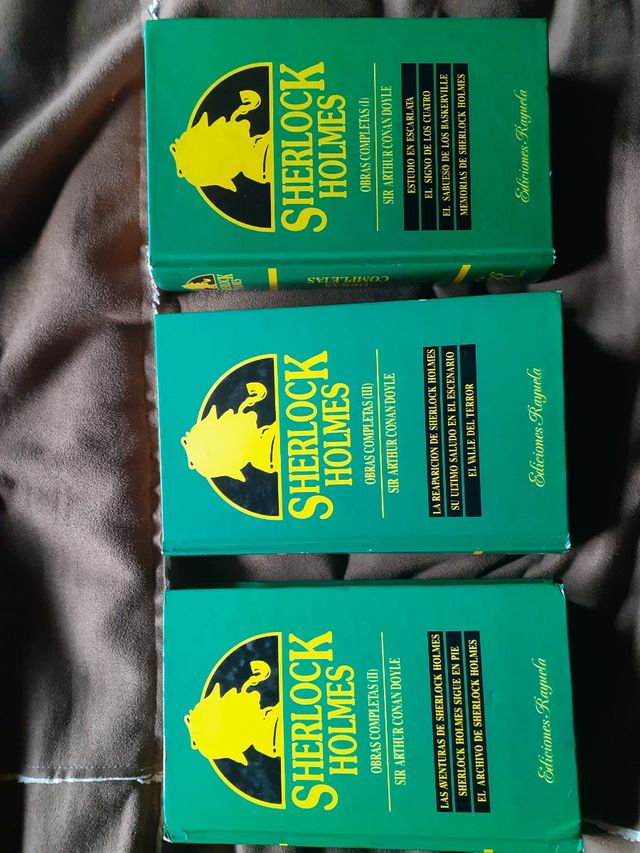 SHERLOCK
HOLMES
OBRAS COMPLETAS (I)
SIR ARTHUR CONAN DOYLE
ESTUDIO EN ESCARLATA
EL SIGNO DE LOS CUATRO
EL SABUESO DE LOS BASKERVILLE
MEMORIAS DE SHERLOCK HOLMES
Ediciones Rayuela
COMPLETAS
SHERLOCK
HOLMES
OBRAS COMPLETAS (III)
SIR ARTHUR CONAN DOYLE
LA REAPARICION DE SHERLOCK HOLMES
SU ULTIMO SALUDO EN EL ESCENARIO
EL VALLE DEL TERROR
Ediciones Rayuela
SHERLOCK
HOLMES
OBRAS COMPLETAS (II)
SIR ARTHUR CONAN DOYLE
LAS AVENTURAS DE SHERLOCK HOLMES
SHERLOCK HOLMES SIGUE EN PIE
EL ARCHIVO DE SHERLOCK HOLMES
Ediciones Rayuela